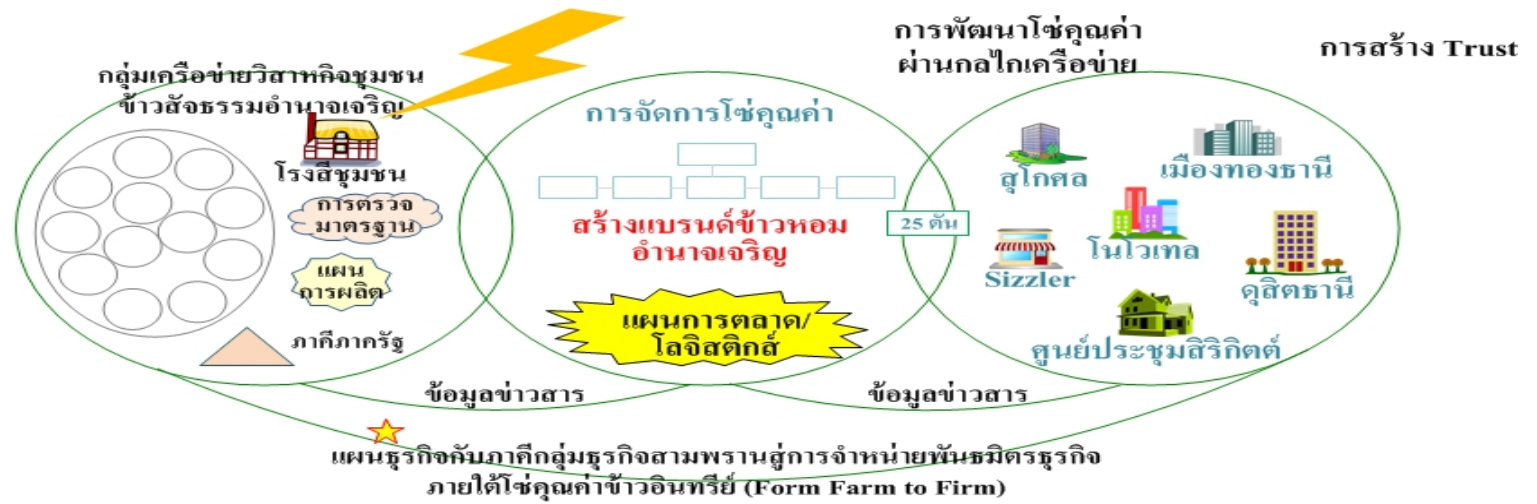 การพัฒนาโซ่คุณค่า
ผ่านกลไกเครือข่าย
การสร้าง Trust
กลุ่มเครือข่ายวิสาหกิจชุมชน
ข้าวสัจธรรมอำนาจเจริญ
โรงสีชุมชน
การตรวจ
มาตรฐาน
แผน
การผลิต
ภาคีภาครัฐ
การจัดการโซ่คุณค่า
สร้างแบรนด์ข้าวหอม
อำนาจเจริญ
แผนการตลาด/
โลจิสติกส์
25 ตัน
สุโกศล
เมืองทองธานี
โนโวเทล
Sizzler
ดุสิตธานี
ศูนย์ประชุมสิริกิตต์
ข้อมูลข่าวสาร
ข้อมูลข่าวสาร
แผนธุรกิจกับภาคีกลุ่มธุรกิจสามพรานสู่การจำหน่ายพันธมิตรธุรกิจ
ภายใต้โซ่คุณค่าข้าวอินทรีย์ (Form Farm to Firm)